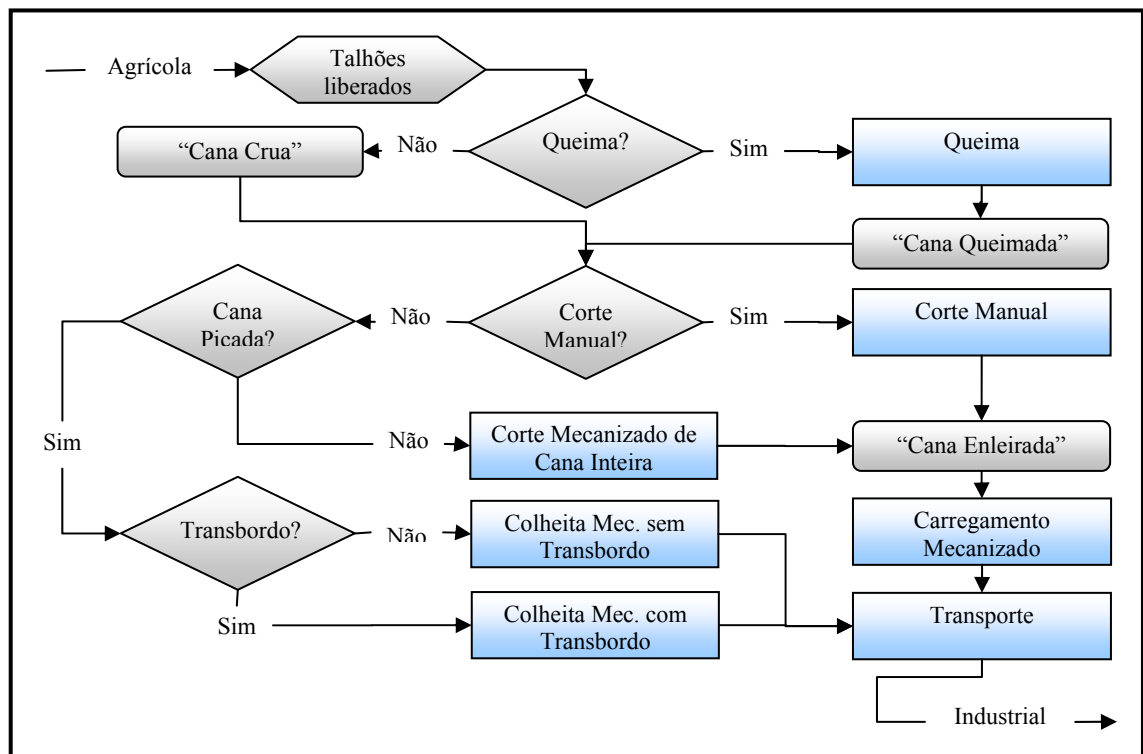 Agrícola
Talhões
liberados
Queima?
Não
Sim
“Cana Crua”
Queima
“Cana Queimada”
Corte
Manual?
Não
Sim
Cana
Picada?
Corte Manual
Sim
Não
Corte Mecanizado de
Cana Inteira
“Cana Enleirada”
Transbordo?
Não
Colheita Mec. sem
Transbordo
Carregamento
Mecanizado
Sim
Colheita Mec. com
Transbordo
Transporte
Industrial